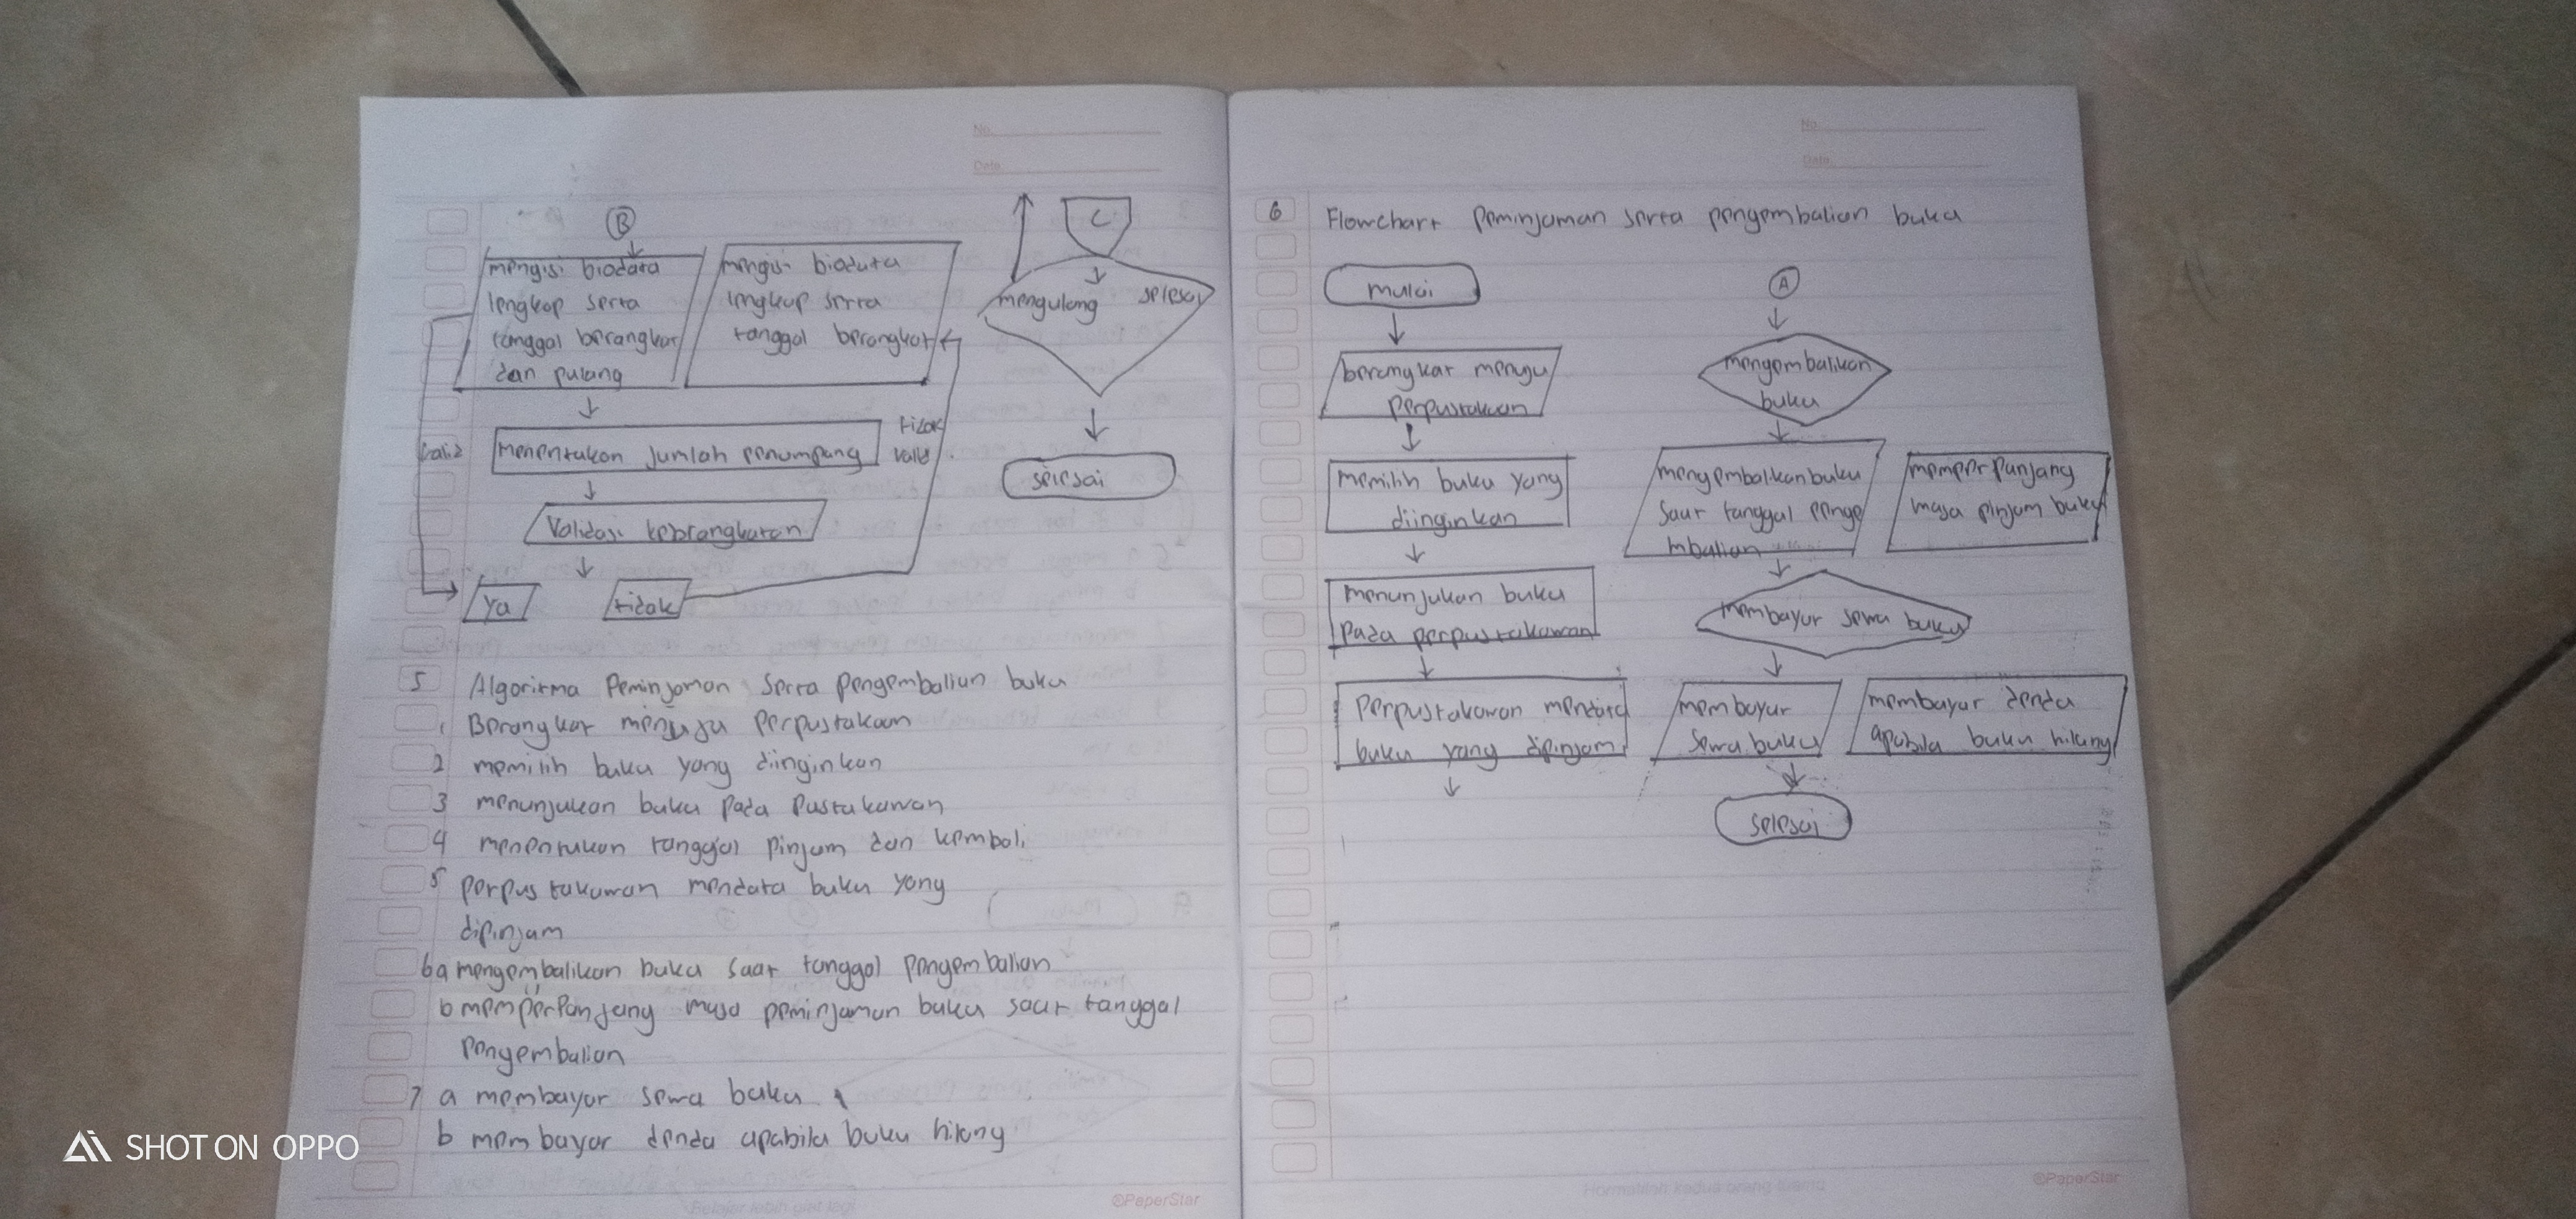 No.
Date.
B
C
mengisi biodata
lengkap serta
tanggal berangkat
dan pulang
mengisi biodata
lengkap serta
tanggal berangkat
mengulang
selesai
menentukan jumlah penumpang
tidak
valid
Validasi
Ya
tidak
selesai
5 Algoritma Peminjaman serta pengembalian buku
1 Berangkat menuju perpustakaan
2 memilih buku yang diinginkan
3 menunjukan buku pada pustakawan
4 menentukan tanggal pinjam dan kembali
5 perpustakawan mendata buku yang
dipinjam
6a mengembalikan buku saat tanggal pengembalian
b memperpanjang masa peminjaman buku saat tanggal
pengembalian
7 a membayar sewa buku
b membayar denda apabila buku hilang
©PaperStar
No.
Date.
6 Flowchart peminjaman serta pengembalian buku
mulai
berangkat menuju
perpustakaan
memilih buku yang
diinginkan
menunjukan buku
pada perpustakawan
Perpustakawan mendata
buku yang dipinjam
A
mengembalikan
buku
mengembalikan buku
saat tanggal penge
mbalian
memperpanjang
masa pinjam buku
membayar sewa buku
membayar
sewa buku
membayar denda
apabila buku hilang
selesai
©PaperStar
SHOT ON OPPO